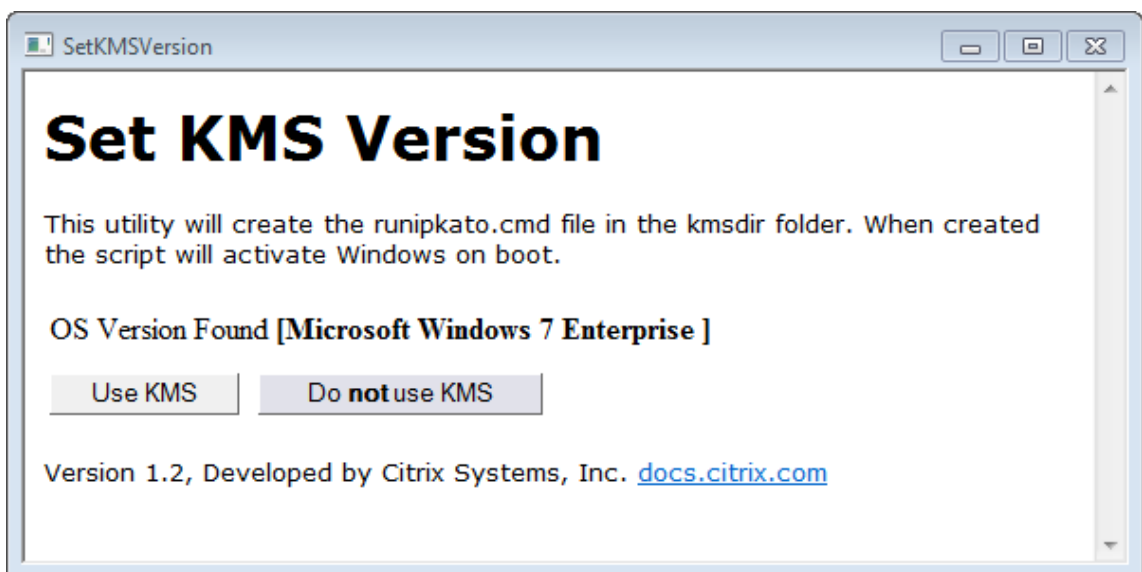 SetKMSVersion
Set KMS Version
This utility will create the runipkato.cmd file in the kmsdir folder. When created
the script will activate Windows on boot.
OS Version Found [Microsoft Windows 7 Enterprise ]
Use KMS Do not use KMS
Version 1.2, Developed by Citrix Systems, Inc. docs.citrix.com